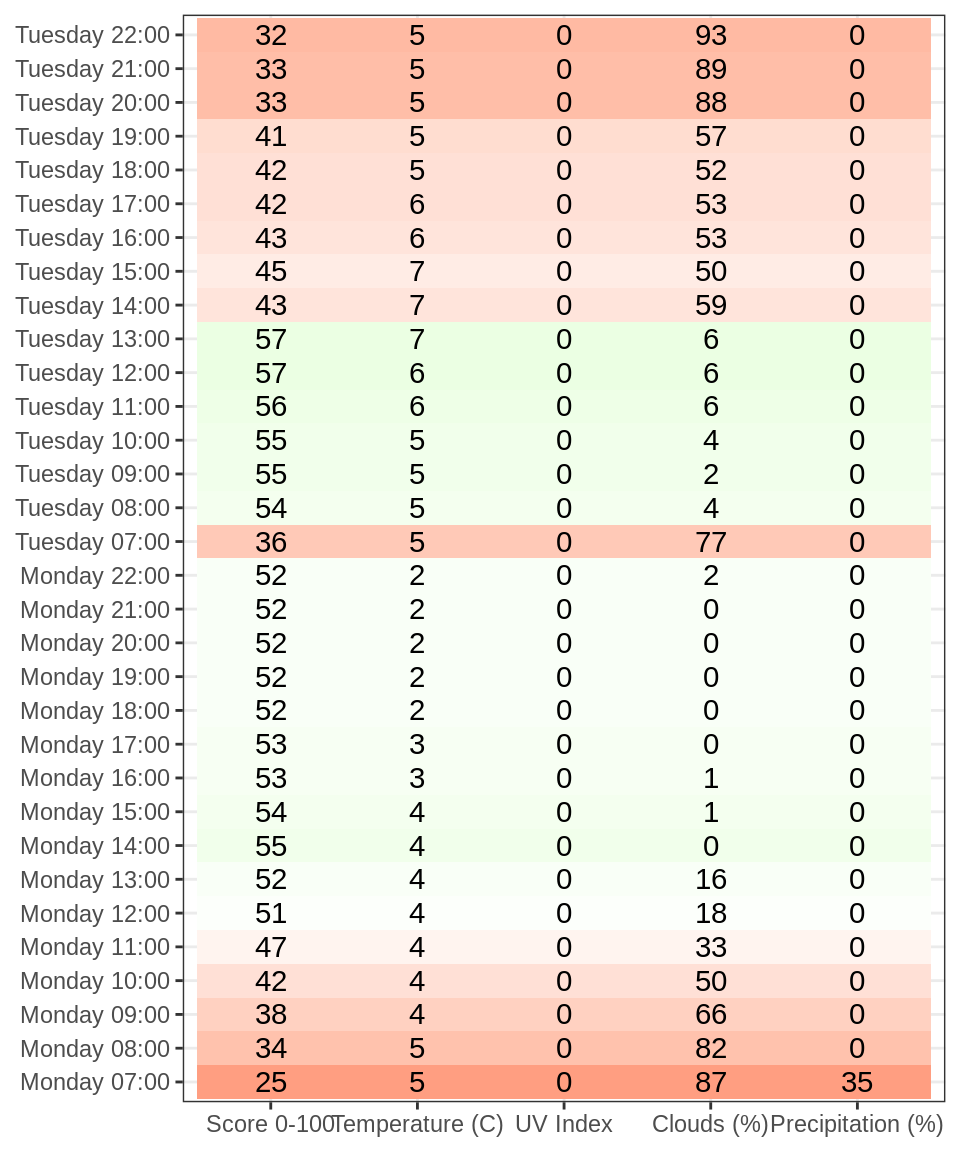 Tuesday 22:00 32 5 0 93 0
Tuesday 21:00 33 5 0 89 0
Tuesday 20:00 33 5 0 88 0
Tuesday 19:00 41 5 0 57 0
Tuesday 18:00 42 5 0 52 0
Tuesday 17:00 42 6 0 53 0
Tuesday 16:00 43 6 0 53 0
Tuesday 15:00 45 7 0 50 0
Tuesday 14:00 43 7 0 59 0
Tuesday 13:00 57 7 0 6 0
Tuesday 12:00 57 6 0 6 0
Tuesday 11:00 56 6 0 6 0
Tuesday 10:00 55 5 0 4 0
Tuesday 09:00 55 5 0 2 0
Tuesday 08:00 54 5 0 4 0
Tuesday 07:00 36 5 0 77 0
Monday 22:00 52 2 0 2 0
Monday 21:00 52 2 0 0 0
Monday 20:00 52 2 0 0 0
Monday 19:00 52 2 0 0 0
Monday 18:00 52 2 0 0 0
Monday 17:00 53 3 0 0 0
Monday 16:00 53 3 0 1 0
Monday 15:00 54 4 0 1 0
Monday 14:00 55 4 0 0 0
Monday 13:00 52 4 0 16 0
Monday 12:00 51 4 0 18 0
Monday 11:00 47 4 0 33 0
Monday 10:00 42 4 0 50 0
Monday 09:00 38 4 0 66 0
Monday 08:00 34 5 0 82 0
Monday 07:00 25 5 0 87 35
Score 0-100 Temperature (C) UV Index Clouds (%) Precipitation (%)